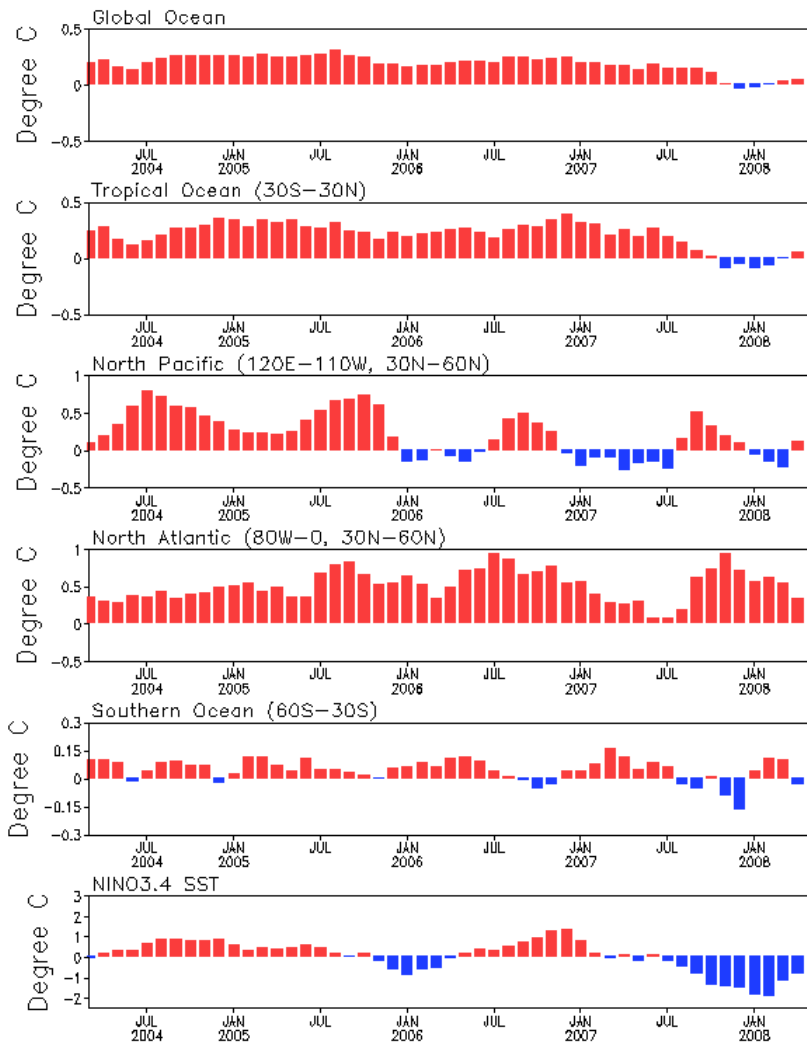 Global Ocean
Degree C
0.5
0
-0.5
JUL JAN JUL JAN JUL JAN JUL JAN
2004 2005 2006 2007 2008
Tropical Ocean (30S-30N)
Degree C
0.5
0
-0.5
JUL JAN JUL JAN JUL JAN JUL JAN
2004 2005 2006 2007 2008
North Pacific (120E-110W, 30N-60N)
Degree C
1
0.5
0
-0.5
JUL JAN JUL JAN JUL JAN JUL JAN
2004 2005 2006 2007 2008
North Atlantic (80W-0, 30N-60N)
Degree C
1
0.5
0
-0.5
JUL JAN JUL JAN JUL JAN JUL JAN
2004 2005 2006 2007 2008
Southern Ocean (60S-30S)
Degree C
0.3
0.15
0
-0.15
-0.3
JUL JAN JUL JAN JUL JAN JUL JAN
2004 2005 2006 2007 2008
NINO3.4 SST
Degree C
3
2
1
0
-1
-2
JUL JAN JUL JAN JUL JAN JUL JAN
2004 2005 2006 2007 2008